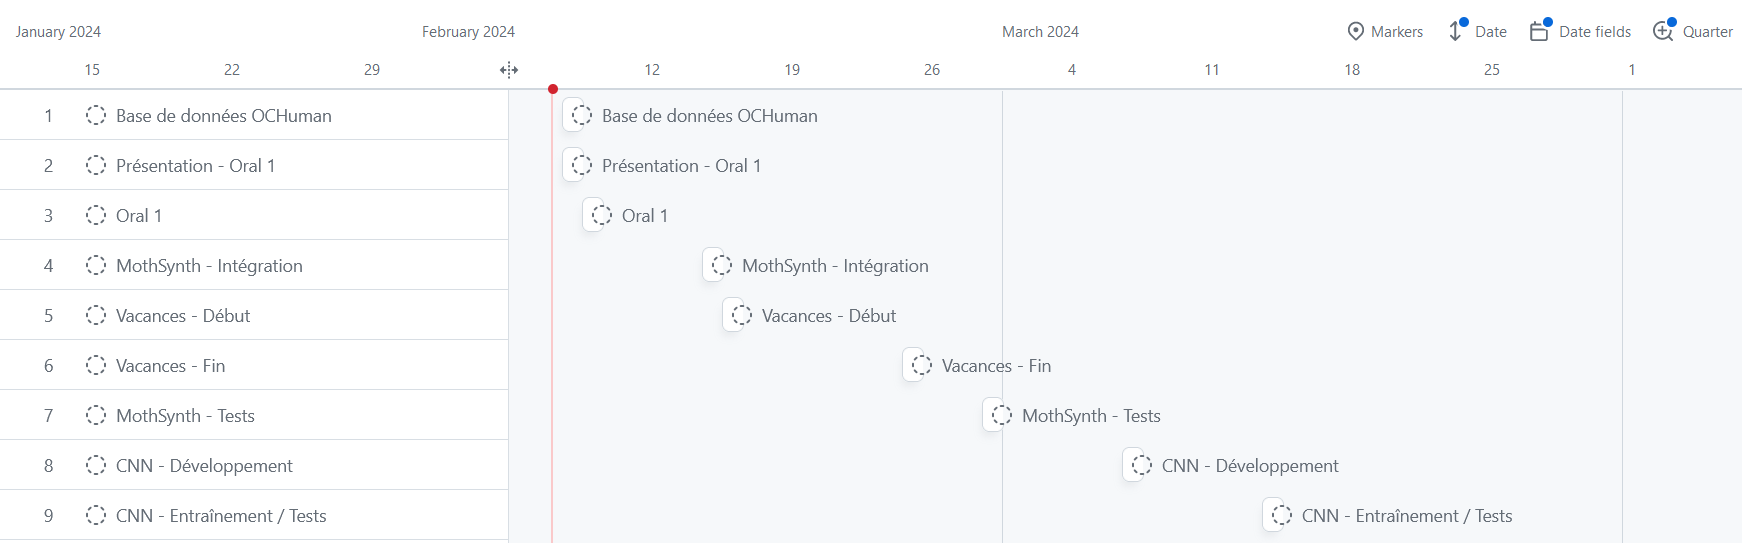 January 2024 February 2024 March 2024 Markers Date Date fields Quarter
15 22 29 12 19 26 4 11 18 25 1
1 Base de données OCHuman Base de données OCHuman
2 Présentation - Oral 1 Présentation - Oral 1
3 Oral 1 Oral 1
4 MothSynth - Intégration MothSynth - Intégration
5 Vacances - Début Vacances - Début
6 Vacances - Fin Vacances - Fin
7 MothSynth - Tests MothSynth - Tests
8 CNN - Développement CNN - Développement
9 CNN - Entraînement / Tests CNN - Entraînement / Tests